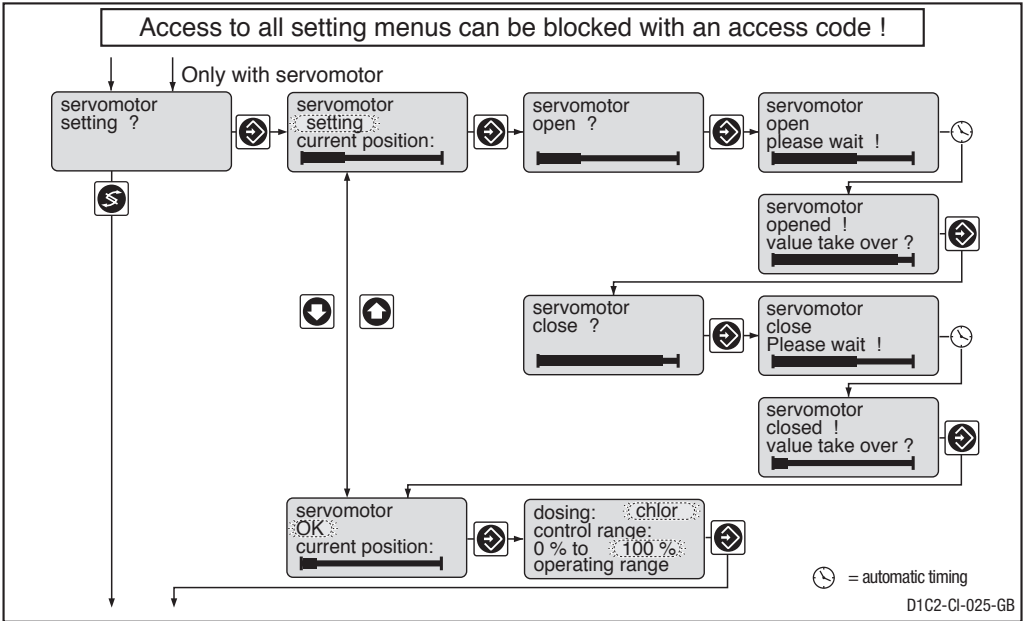 Access to all setting menus can be blocked with an access code !
Only with servomotor
servomotor
setting ?
servomotor
setting
current position:
servomotor
open ?
servomotor
open
please wait !
servomotor
opened !
value take over ?
servomotor
close ?
servomotor
close
Please wait !
servomotor
closed !
value take over ?
servomotor
OK
current position:
dosing: chlor
control range:
0 % to 100 %
operating range
= automatic timing
D1C2-CI-025-GB